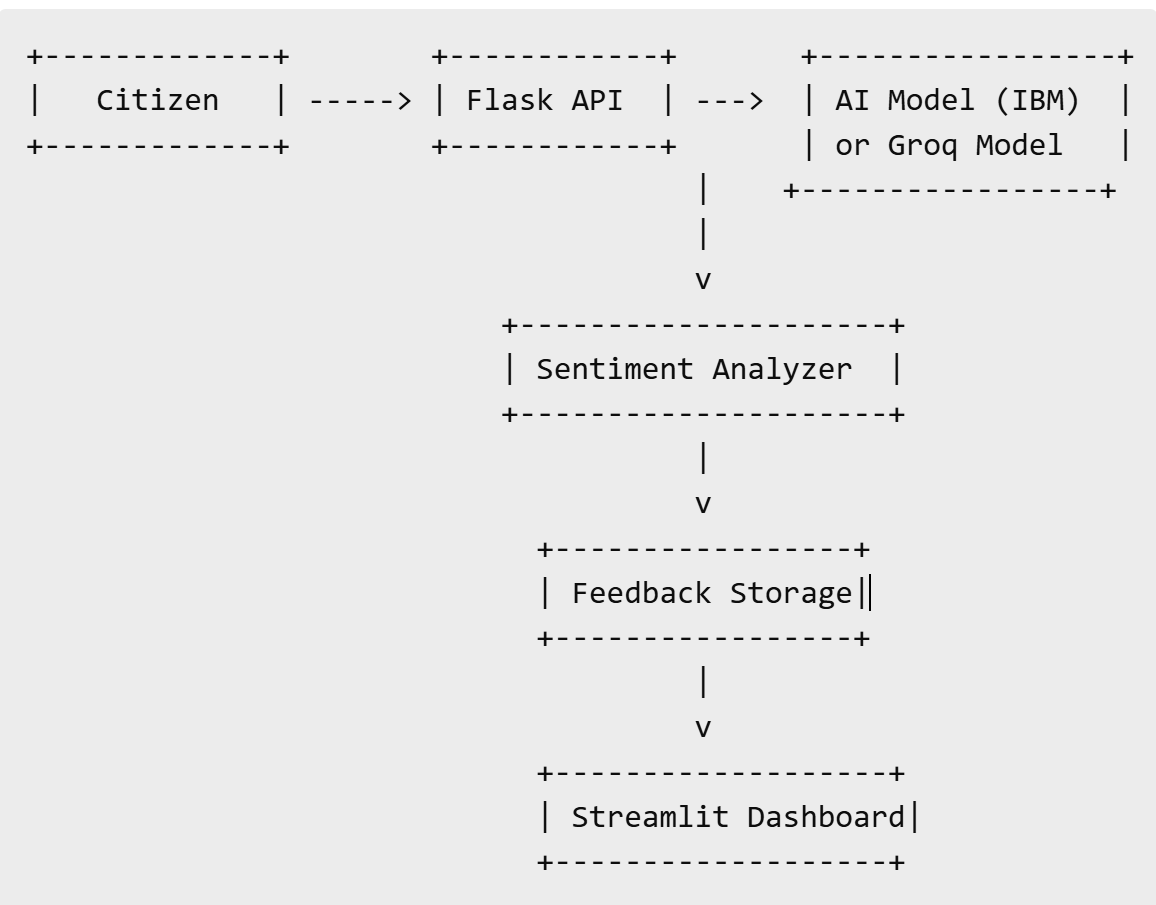 +-------------+        +------------+       +-----------------+
|   Citizen   | -----> | Flask API  | --->  | AI Model (IBM)  |
+-------------+        +------------+       | or Groq Model   |
                                      |    +-----------------+
                                      |
                                      v
                           +---------------------+
                           | Sentiment Analyzer  |
                           +---------------------+
                                      |
                                      v
                             +-----------------+
                             | Feedback Storage|
                             +-----------------+
                                      |
                                      v
                             +-------------------+
                             | Streamlit Dashboard|
                             +-------------------+